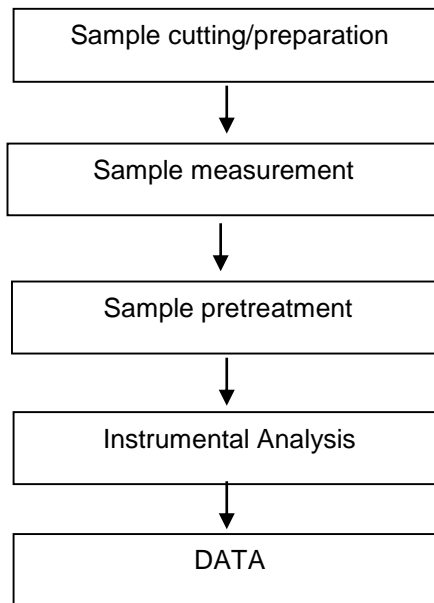 Sample cutting/preparation
Sample measurement
Sample pretreatment
Instrumental Analysis
DATA